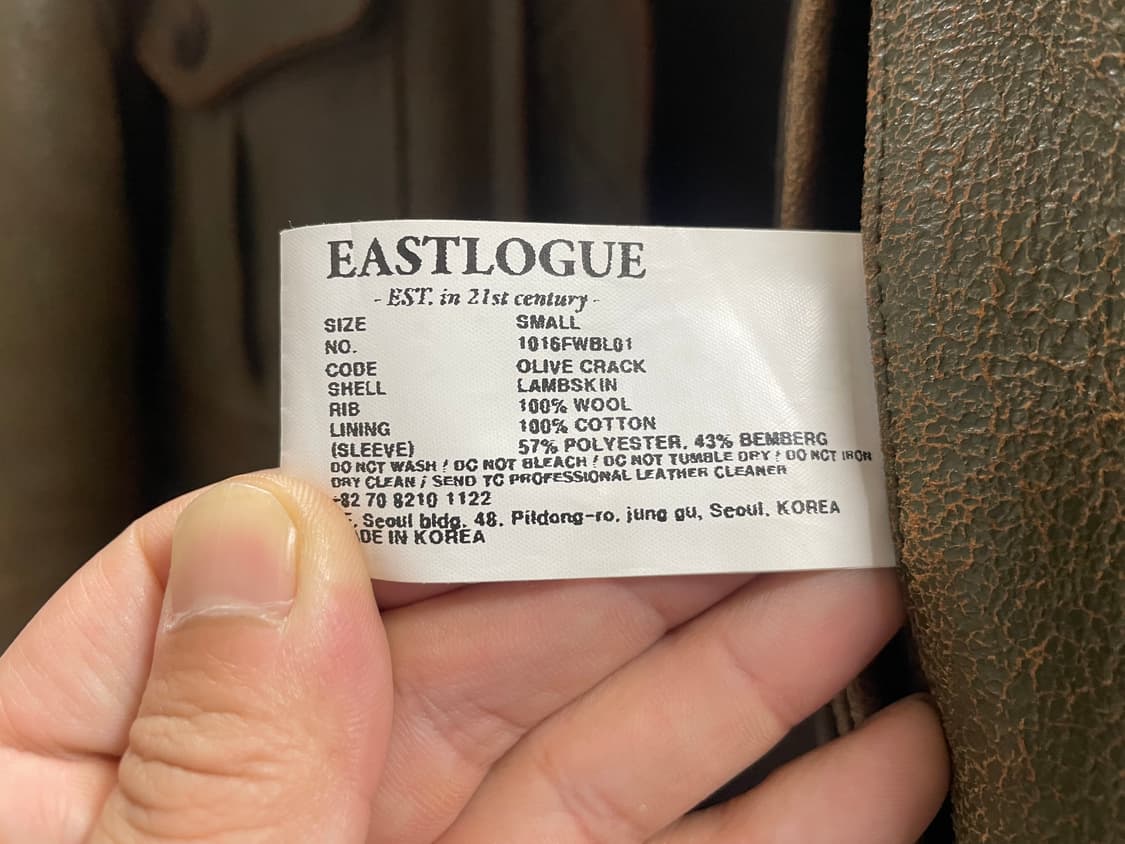 EASTLOGUE
- EST. in 21st century -
SIZE SMALL
NO. 1016FWBL01
CODE OLIVE CRACK
SHELL LAMBSKIN
RIB 100% WOOL
LINING 100% COTTON
(SLEEVE) 57% POLYESTER, 43% BEMBERG
DO NOT WASH / DO NOT BLEACH / DO NOT TUMBLE DRY / DO NOT IRON
DRY CLEAN / SEND TO PROFESSIONAL LEATHER CLEANER
+82 70 8210 1122
Seoul bldg, 48, Pildong-ro, jung gu, Seoul, KOREA
DE IN KOREA